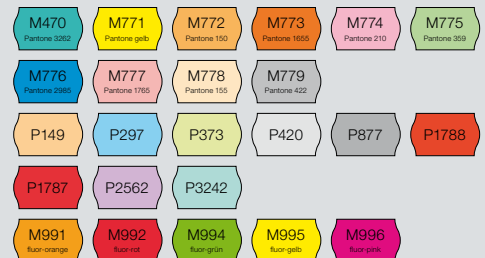 M470 M771 M772 M773 M774 M775
Pantone 3262 Pantone gelb Pantone 150 Pantone 1655 Pantone 210 Pantone 359
M776 M777 M778 M779
Pantone 2985 Pantone 1765 Pantone 155 Pantone 422
P149 P297 P373 P420 P877 P1788
P1787 P2562 P3242
M991 M992 M994 M995 M996
fluor-orange fluor-rot fluor-grün fluor-gelb fluor-pink